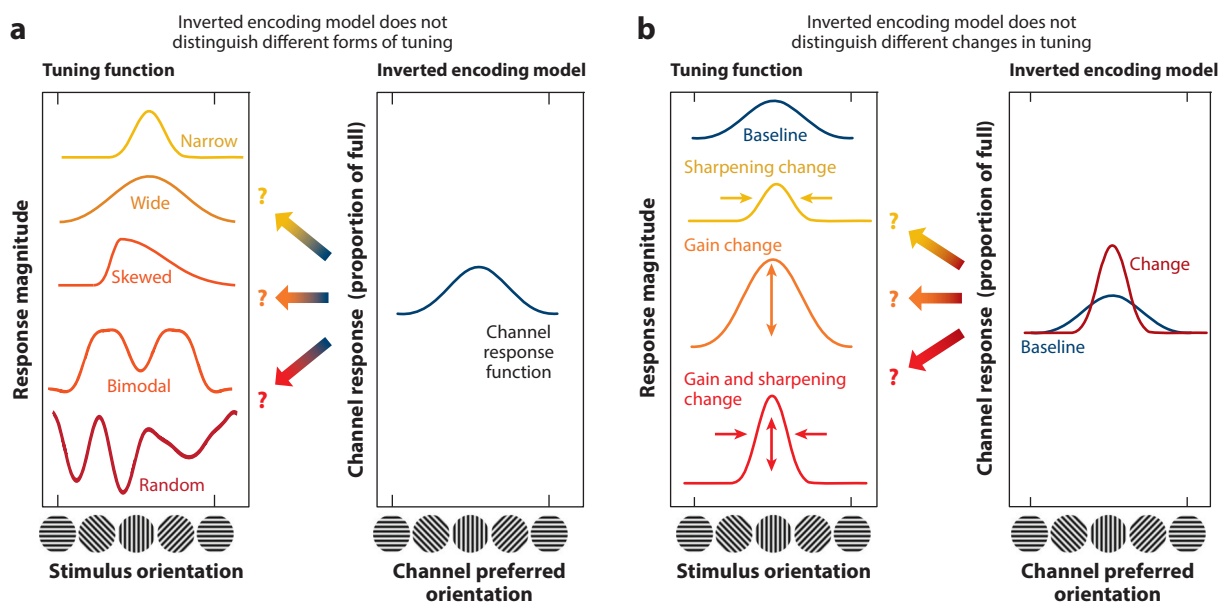 a
Inverted encoding model does not
distinguish different forms of tuning
Tuning function
Inverted encoding model
Response magnitude
Narrow
Wide
Skewed
Bimodal
Random
?
?
?
Channel response (proportion of full)
Channel
response
function
Stimulus orientation
Channel preferred
orientation
b
Inverted encoding model does not
distinguish different changes in tuning
Tuning function
Inverted encoding model
Response magnitude
Baseline
Sharpening change
Gain change
Gain and sharpening
change
?
?
?
Channel response (proportion of full)
Change
Baseline
Stimulus orientation
Channel preferred
orientation